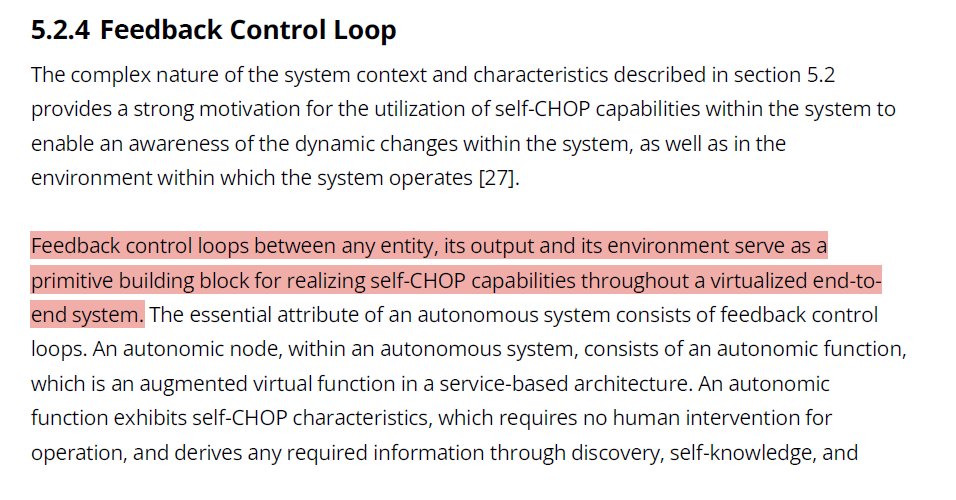 5.2.4 Feedback Control Loop
The complex nature of the system context and characteristics described in section 5.2
provides a strong motivation for the utilization of self-CHOP capabilities within the system to
enable an awareness of the dynamic changes within the system, as well as in the
environment within which the system operates [27].
Feedback control loops between any entity, its output and its environment serve as a
primitive building block for realizing self-CHOP capabilities throughout a virtualized end-to-
end system. The essential attribute of an autonomous system consists of feedback control
loops. An autonomic node, within an autonomous system, consists of an autonomic function,
which is an augmented virtual function in a service-based architecture. An autonomic
function exhibits self-CHOP characteristics, which requires no human intervention for
operation, and derives any required information through discovery, self-knowledge, and